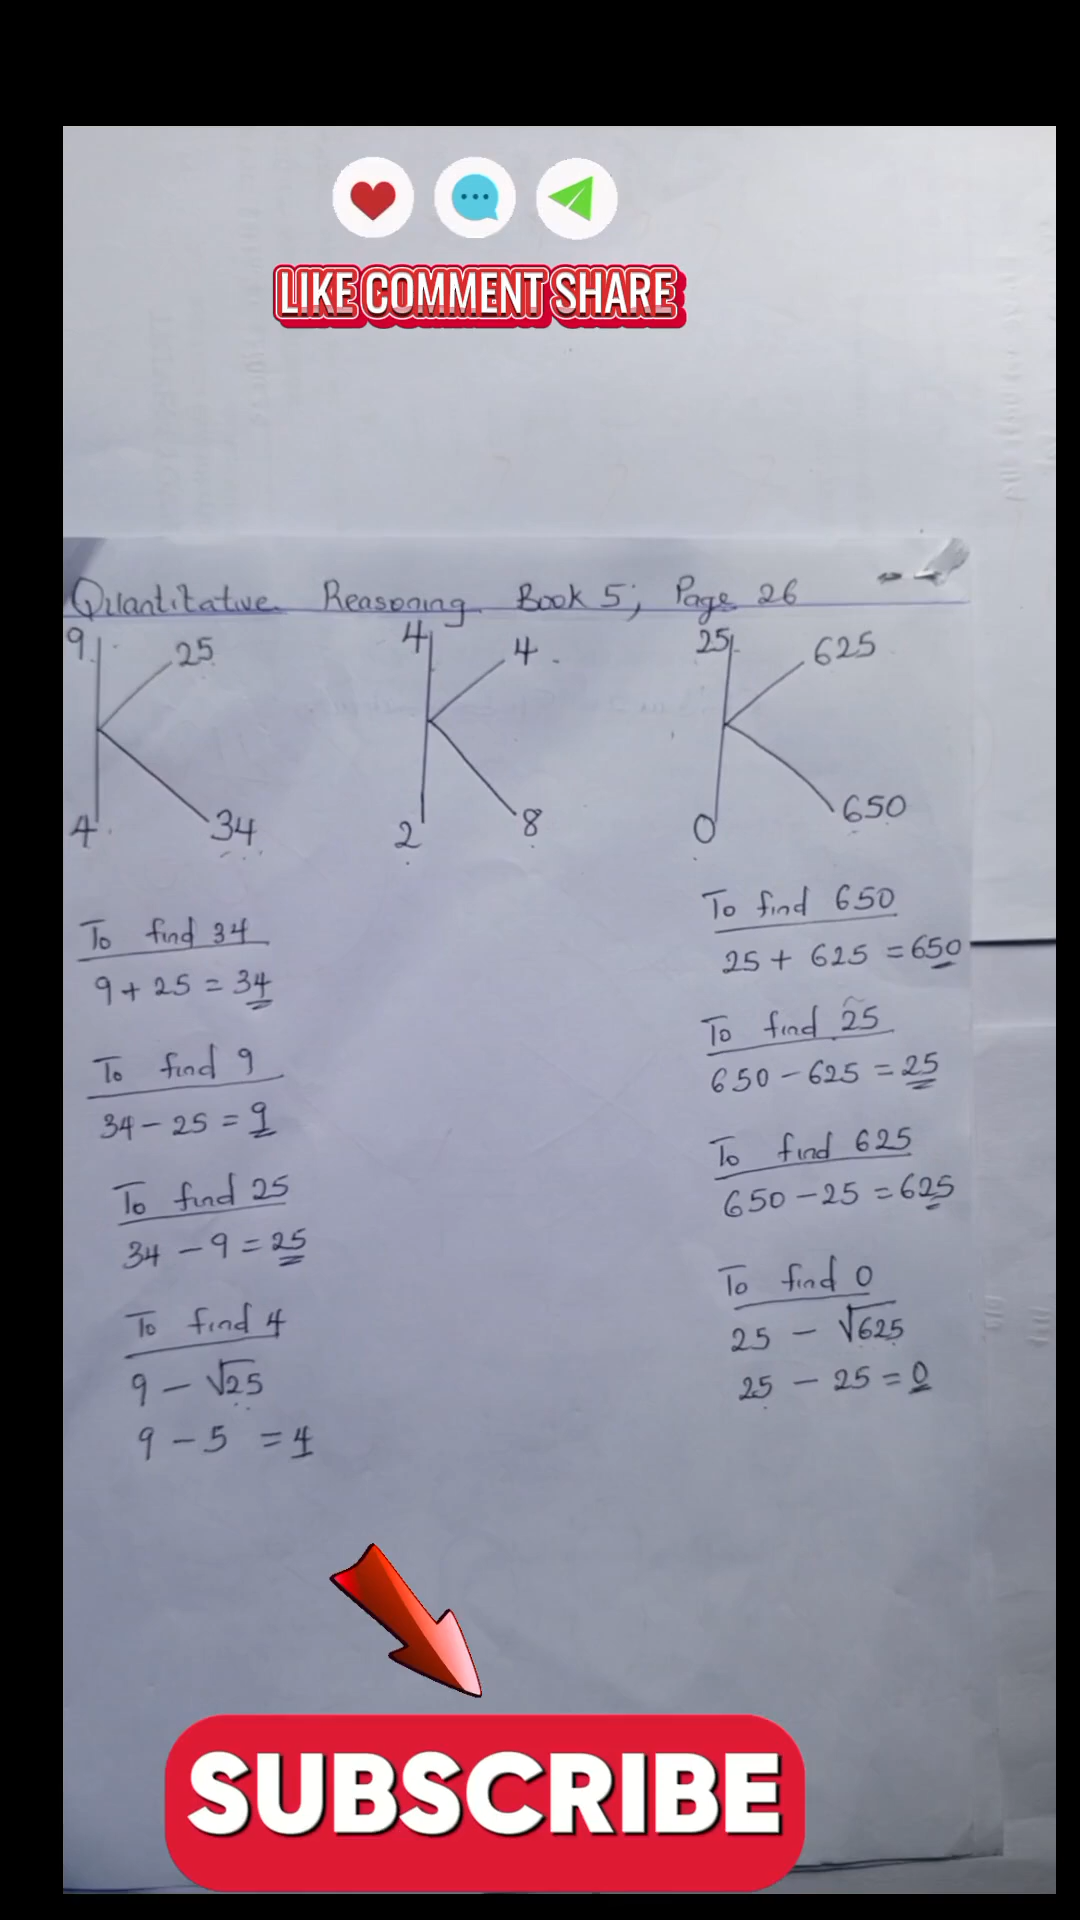 LIKE COMMENT SHARE
Quantitative Reasoning Book 5; Page 26
9 25 4 34
4 4 2 8
25 625 0 650
To find 34
9 + 25 = 34
To find 9
34 - 25 = 9
To find 25
34 - 9 = 25
To find 4
9 - √25
9 - 5 = 4
To find 650
25 + 625 = 650
To find 25
650 - 625 = 25
To find 625
650 - 25 = 625
To find 0
25 - √625
25 - 25 = 0
SUBSCRIBE